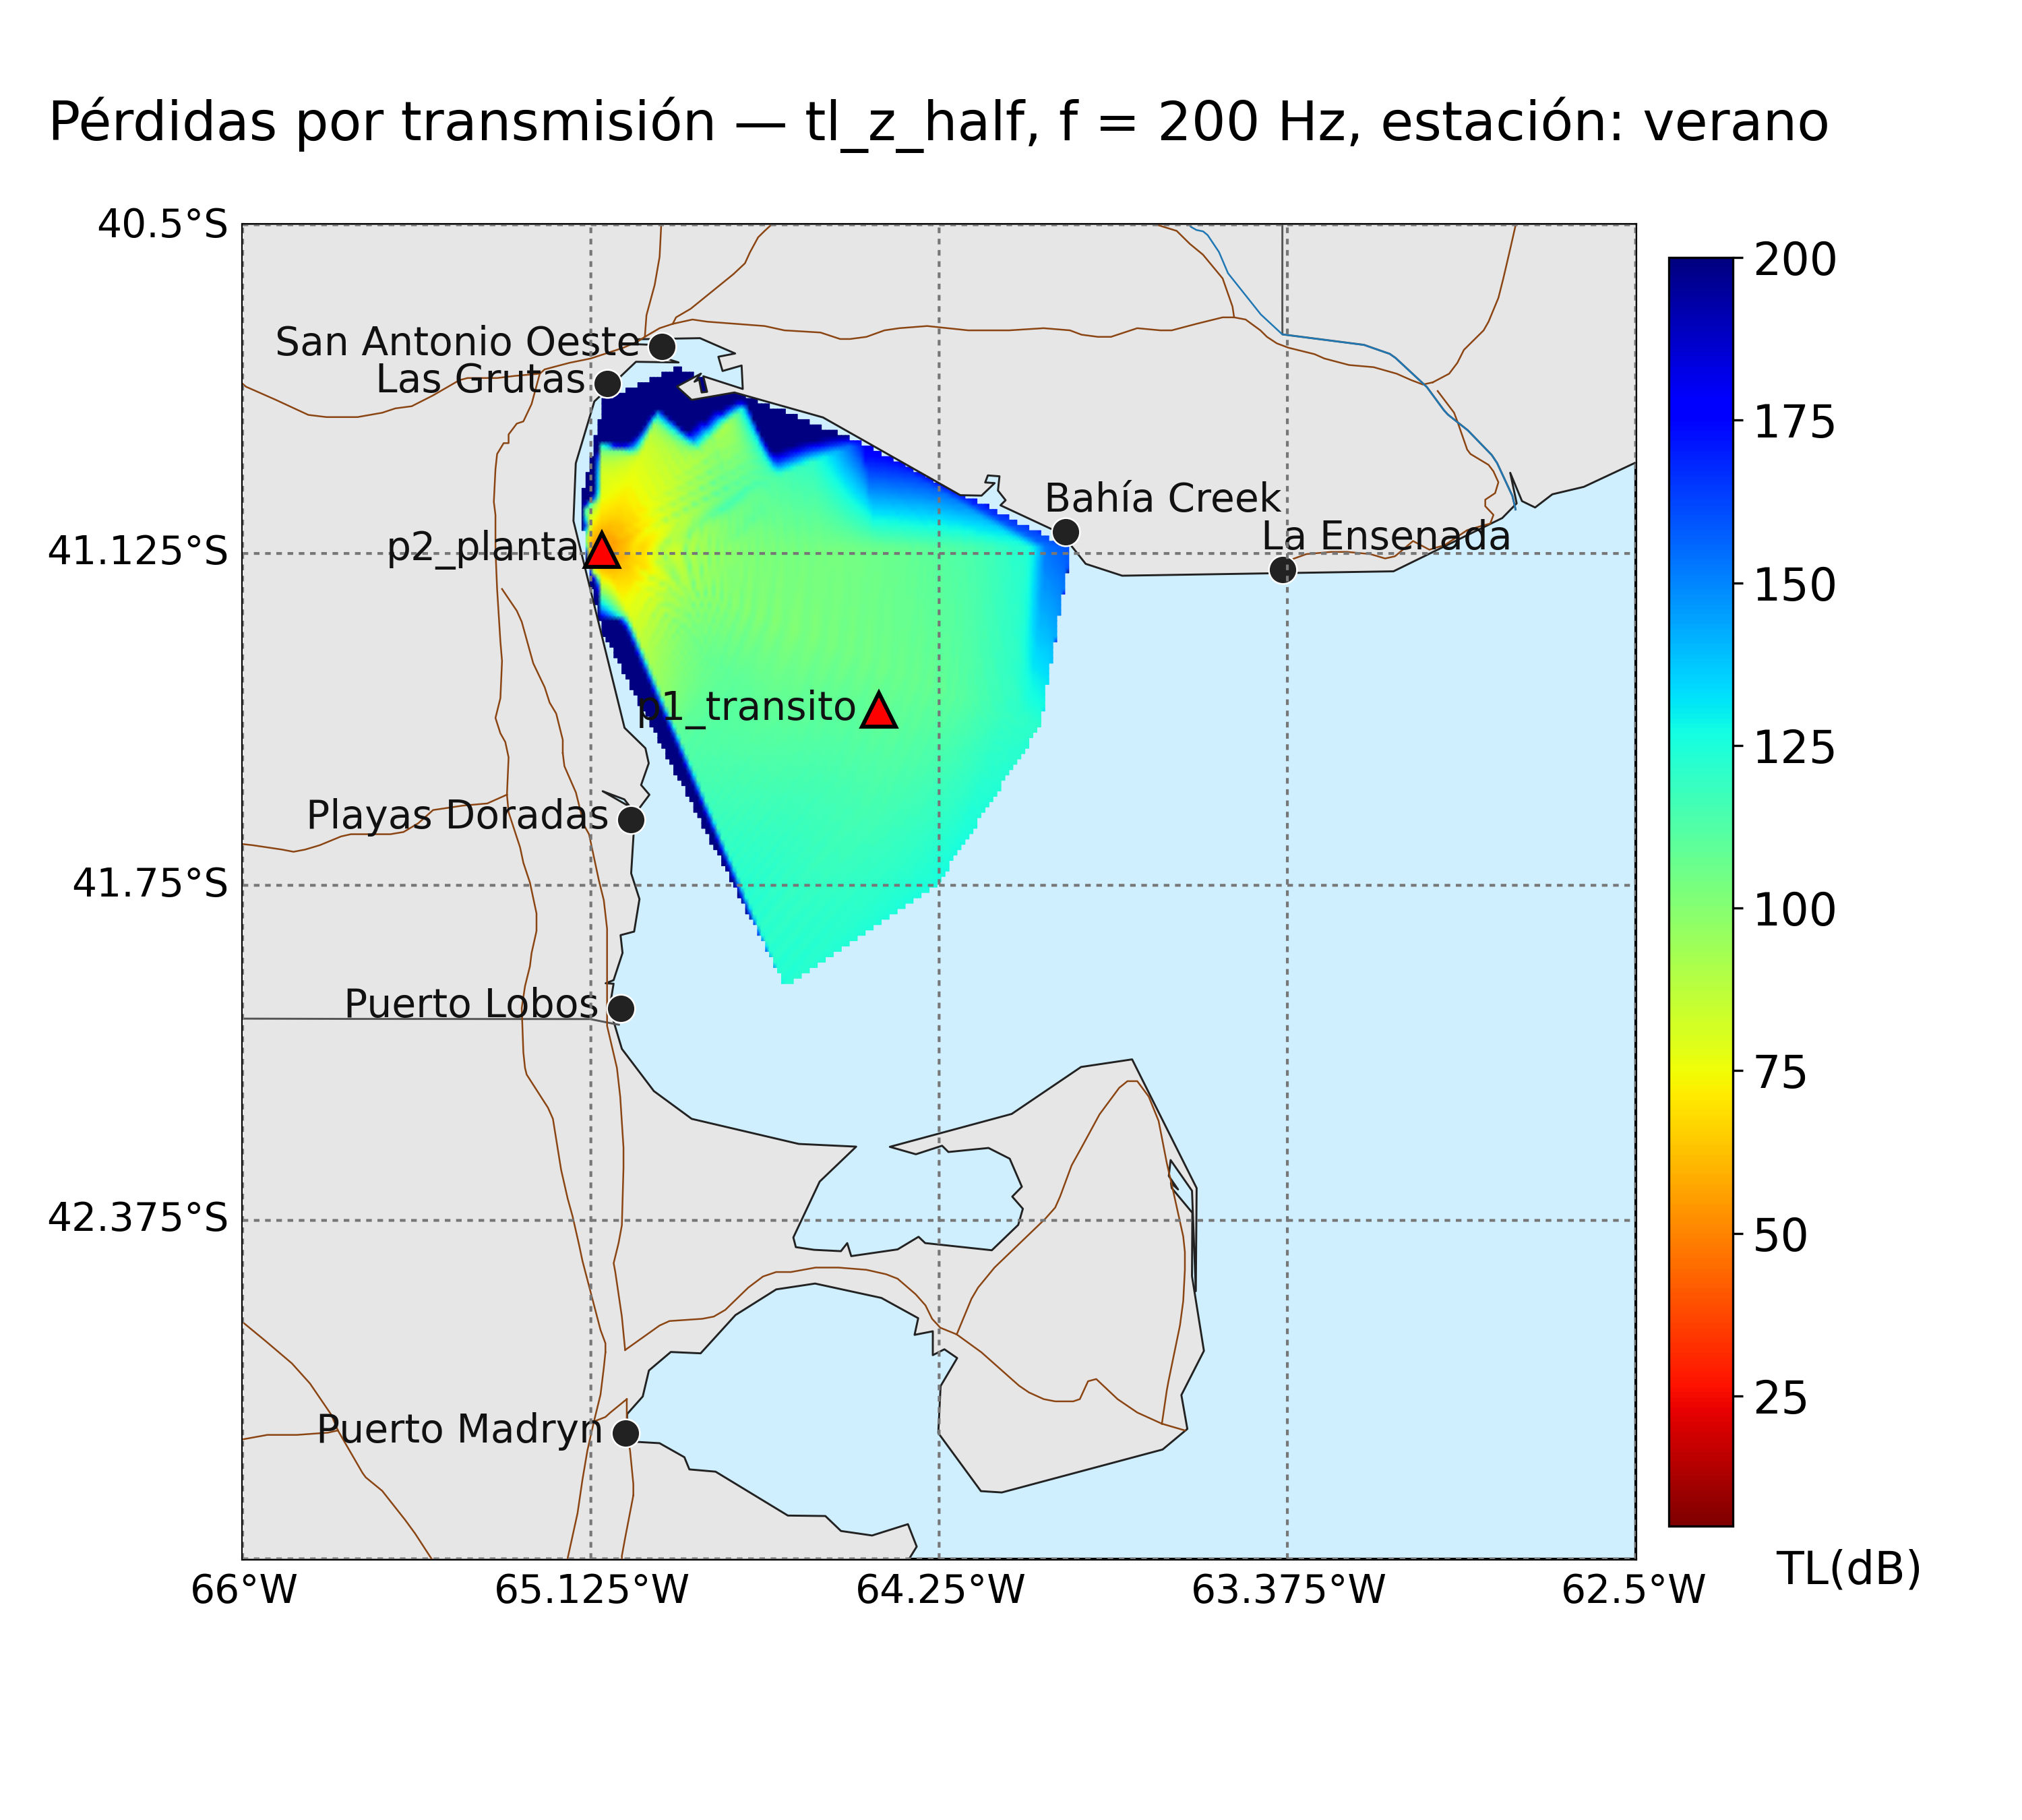 Pérdidas por transmisión — tl_z_half, f = 200 Hz, estación: verano
40.5°S
41.125°S
41.75°S
42.375°S
66°W
65.125°W
64.25°W
63.375°W
62.5°W
San Antonio Oeste
Las Grutas
Bahía Creek
La Ensenada
p2_planta
p1_transito
Playas Doradas
Puerto Lobos
Puerto Madryn
200
175
150
125
100
75
50
25
TL(dB)